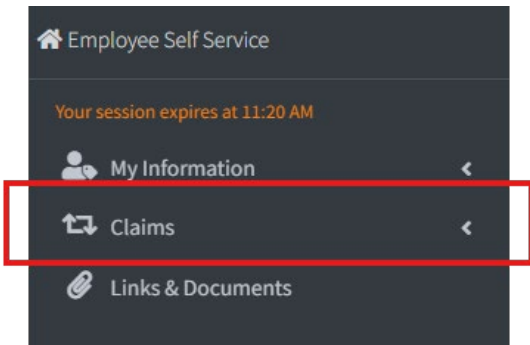 Employee Self Service
Your session expires at 11:20 AM
My Information
Claims
Links & Documents